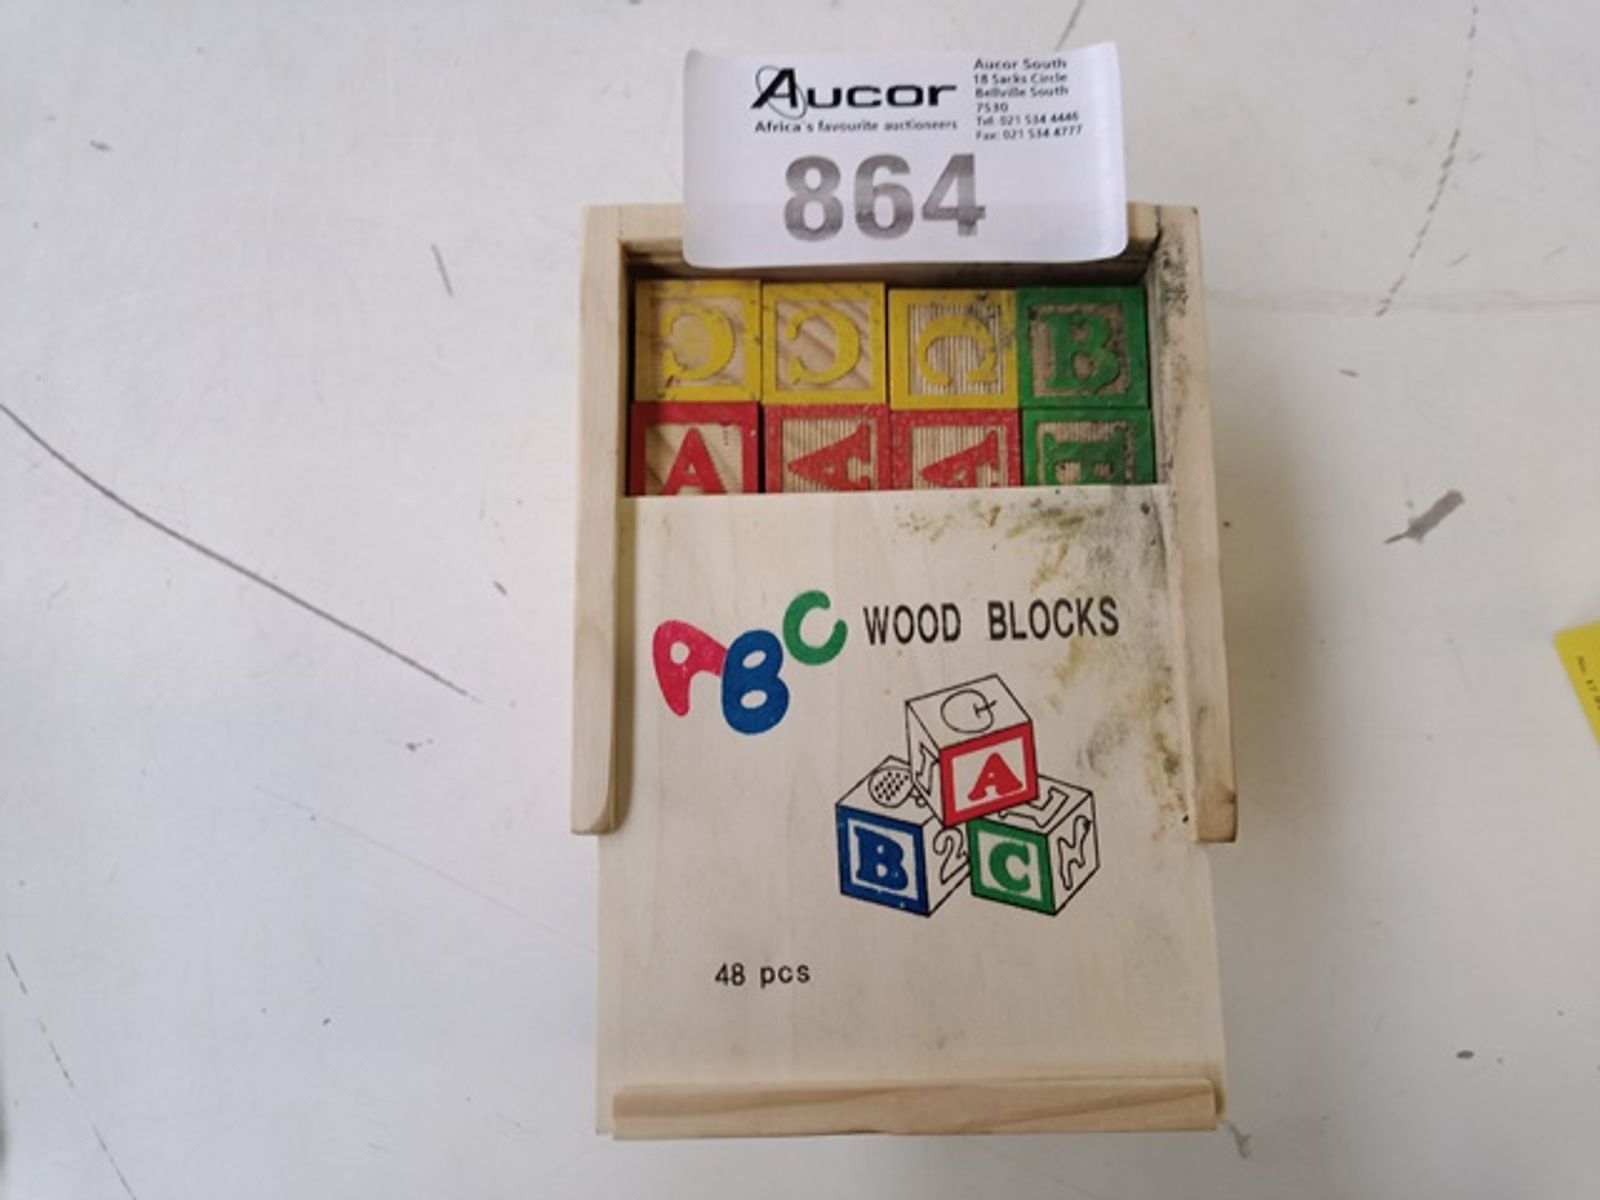 Aucor
Africa's favourite auctioneers
Aucor South
18 Sacks Circle
Bellville South
7530
Tel: 021 534 4446
Fax: 021 534 4777
864
C C C B
A A A
ABC WOOD BLOCKS
C
A
B 2 C
48 pcs